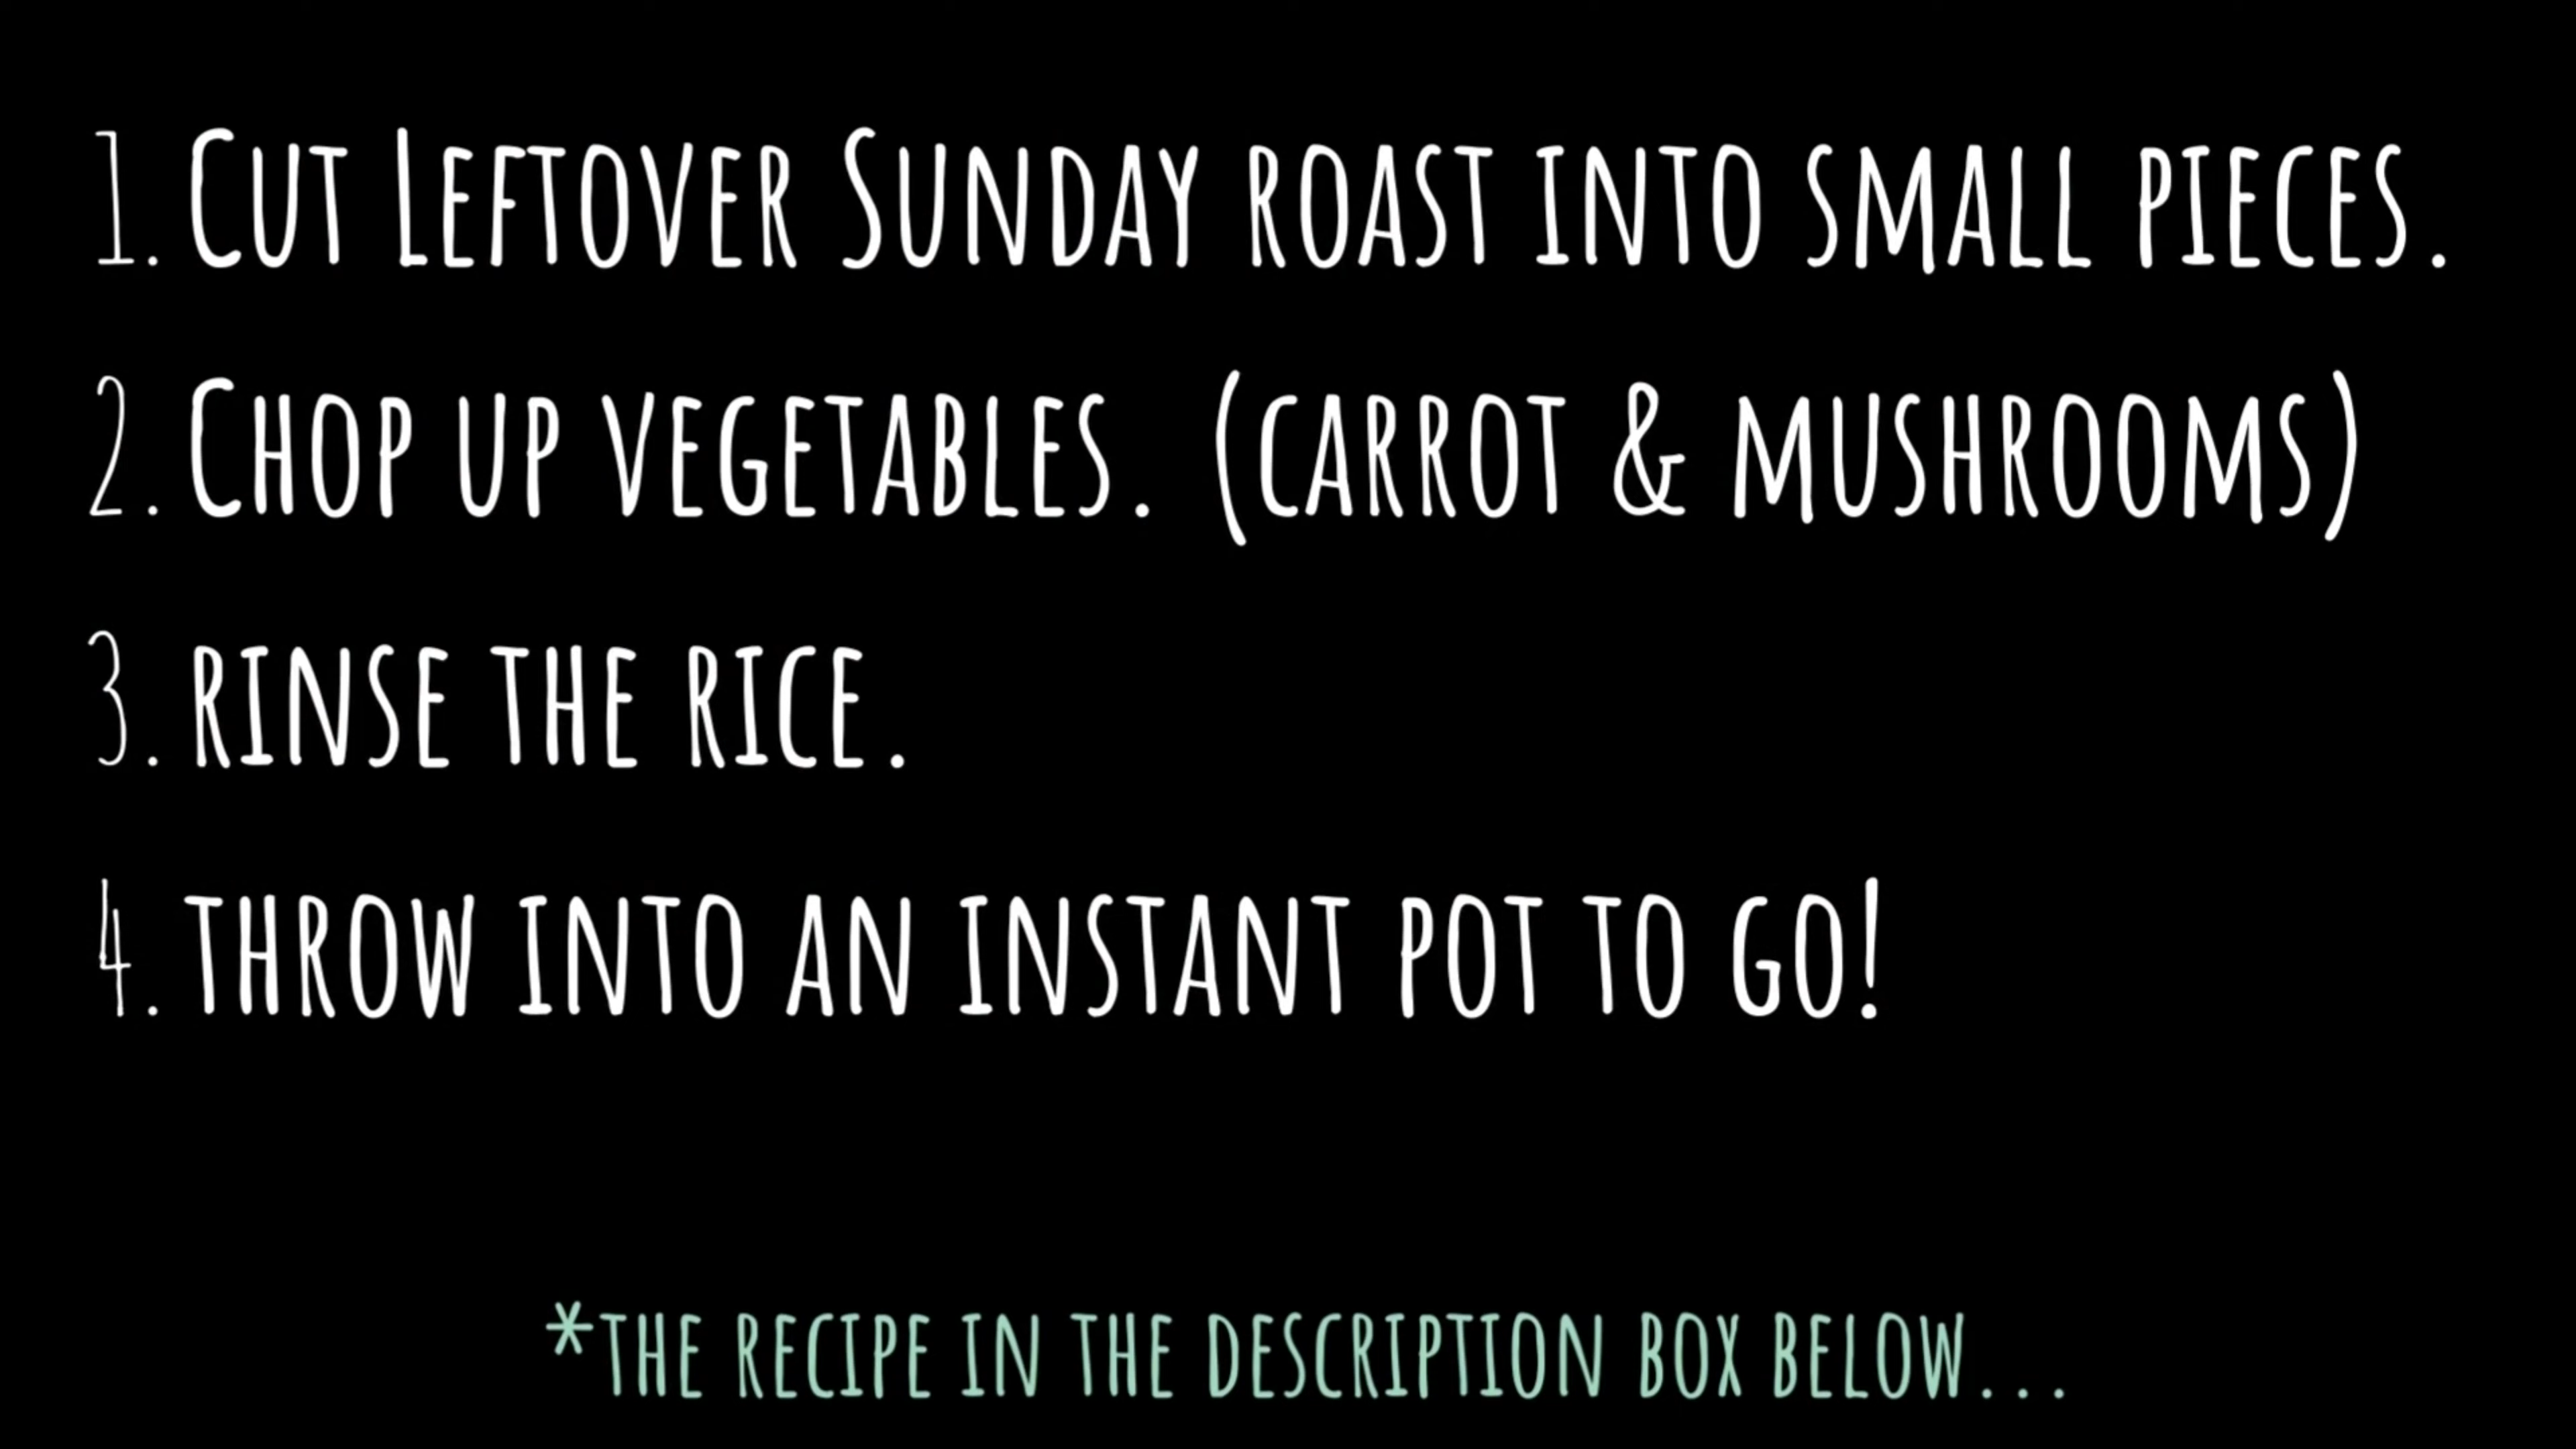 1. Cut Leftover Sunday roast into small pieces.
2. Chop up vegetables. (carrot & mushrooms)
3. rinse the rice.
4. throw into an instant pot to go!
*the recipe in the description box below...